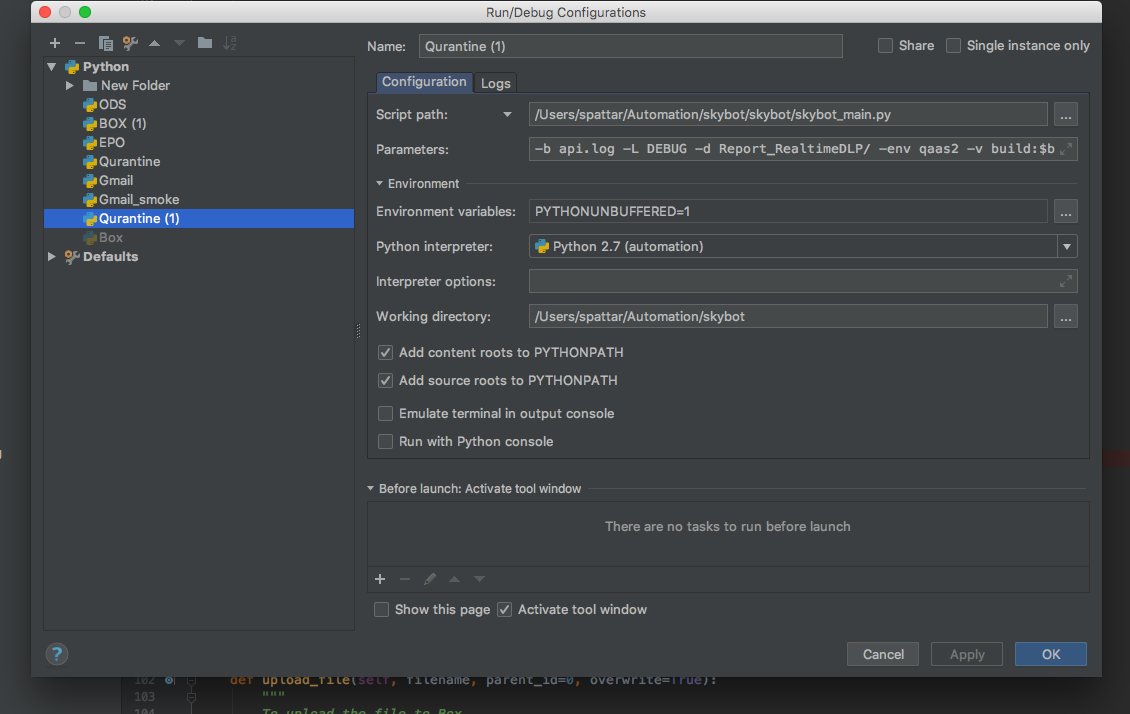 Run/Debug Configurations
Name: Qurantine (1) Share Single instance only
Python
New Folder
ODS
BOX (1)
EPO
Qurantine
Gmail
Gmail_smoke
Qurantine (1)
Box
Defaults
Configuration Logs
Script path: /Users/spattar/Automation/skybot/skybot/skybot_main.py ...
Parameters: -b api.log -L DEBUG -d Report_RealtimeDLP/ -env qaas2 -v build:$b
Environment
Environment variables: PYTHONUNBUFFERED=1 ...
Python interpreter: Python 2.7 (automation)
Interpreter options:
Working directory: /Users/spattar/Automation/skybot ...
Add content roots to PYTHONPATH
Add source roots to PYTHONPATH
Emulate terminal in output console
Run with Python console
Before launch: Activate tool window
There are no tasks to run before launch
Show this page Activate tool window
? Cancel Apply OK
102 def upload_file(self, filename, parent_id=0, overwrite=True):
103 """
104 To upload the file to Box